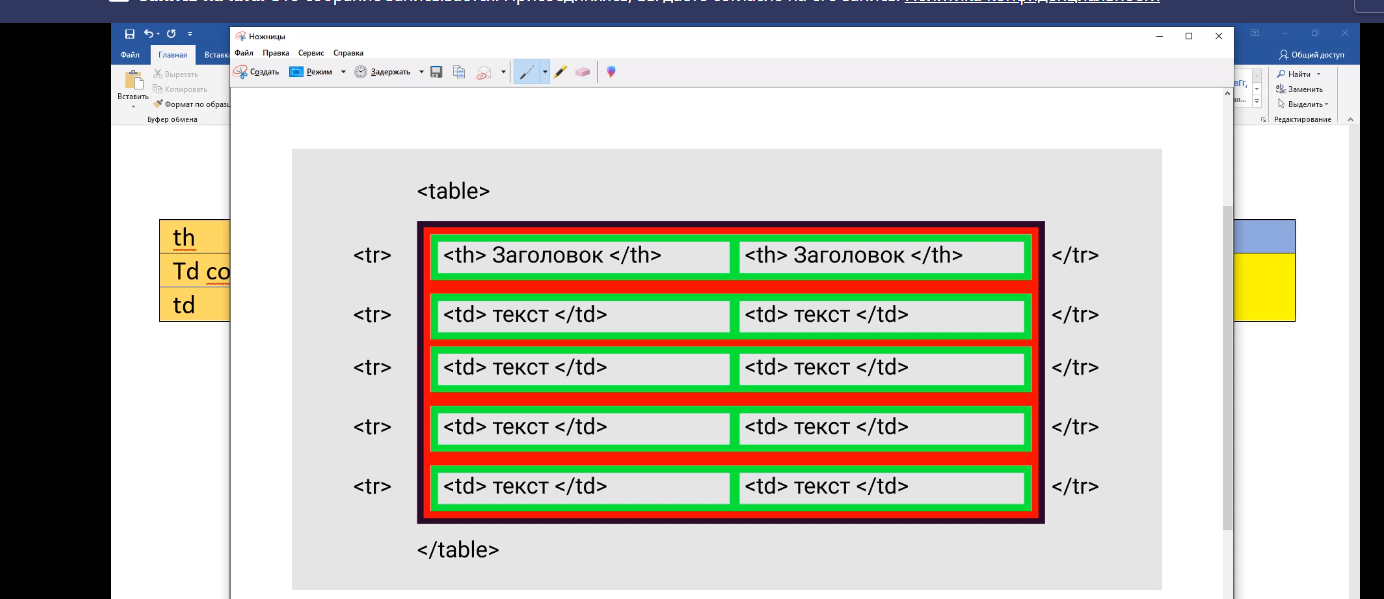 Ножницы
Файл Главная Вставк
Файл Правка Сервис Справка
Общий доступ
Создать Режим Задержать
Вставить
Вырезать
Копировать
Формат по образц
Буфер обмена
Найти
Заменить
Выделить
Редактирование
<table>
<tr> <th> Заголовок </th> <th> Заголовок </th> </tr>
<tr> <td> текст </td> <td> текст </td> </tr>
<tr> <td> текст </td> <td> текст </td> </tr>
<tr> <td> текст </td> <td> текст </td> </tr>
<tr> <td> текст </td> <td> текст </td> </tr>
</table>
th
Td co
td